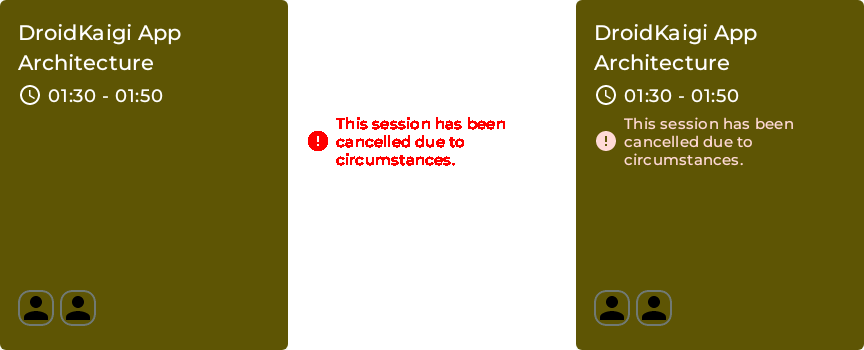 DroidKaigi App
Architecture
01:30 - 01:50
This session has been
cancelled due to
circumstances.
DroidKaigi App
Architecture
01:30 - 01:50
This session has been
cancelled due to
circumstances.